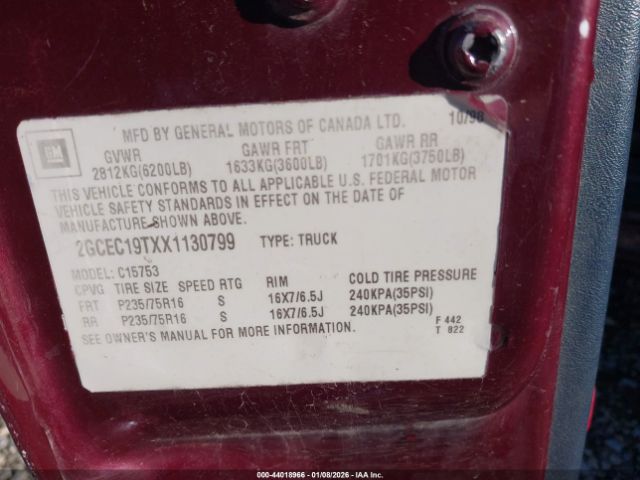 MFD BY GENERAL MOTORS OF CANADA LTD. 10/98
GM
GVWR GAWR FRT GAWR RR
2812KG(6200LB) 1633KG(3600LB) 1701KG(3750LB)
THIS VEHICLE CONFORMS TO ALL APPLICABLE U.S. FEDERAL MOTOR
VEHICLE SAFETY STANDARDS IN EFFECT ON THE DATE OF
MANUFACTURE SHOWN ABOVE.
2GCEC19TXX1130799 TYPE: TRUCK
MODEL: C15753
CPVG TIRE SIZE SPEED RTG RIM COLD TIRE PRESSURE
FRT P235/75R16 S 16X7/6.5J 240KPA(35PSI)
RR P235/75R16 S 16X7/6.5J 240KPA(35PSI)
SEE OWNER'S MANUAL FOR MORE INFORMATION.
F 442
T 822
000-44018966 | 01/08/2026 | IAA Inc.